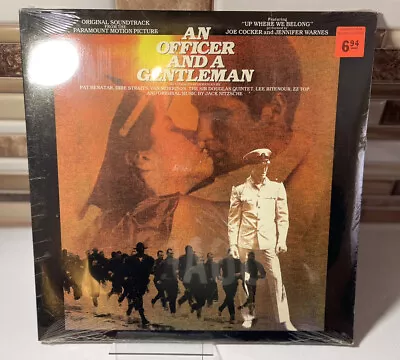 ORIGINAL SOUNDTRACK
FROM THE
PARAMOUNT MOTION PICTURE
AN
OFFICER
AND A
GENTLEMAN
Featuring
"UP WHERE WE BELONG"
JOE COCKER and JENNIFER WARNES
6.94
PAT BENATAR, DIRE STRAITS, VAN MORRISON, THE SIR DOUGLAS QUINTET, LEE RITENOUR, ZZ TOP
AND ORIGINAL MUSIC BY JACK NITZSCHE